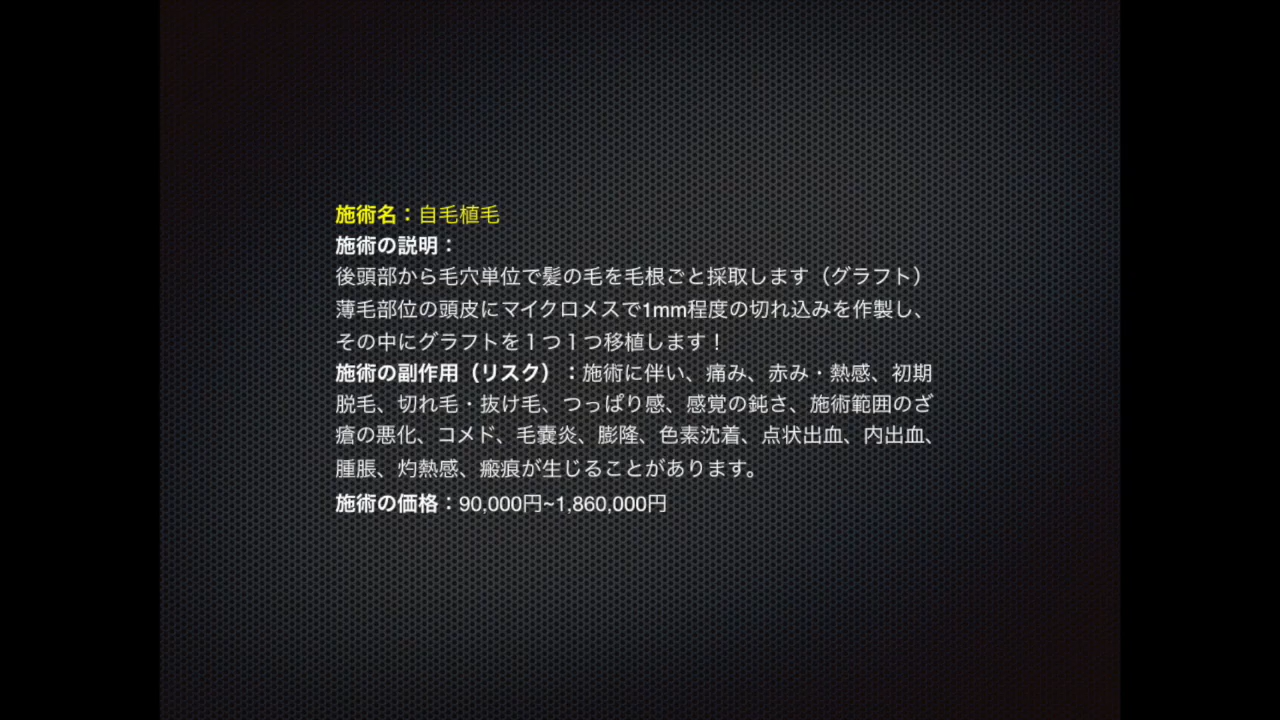 施術名：自毛植毛
施術の説明：
後頭部から毛穴単位で髪の毛を毛根ごと採取します（グラフト）
薄毛部位の頭皮にマイクロメスで1mm程度の切れ込みを作製し、
その中にグラフトを１つ１つ移植します！
施術の副作用（リスク）：施術に伴い、痛み、赤み・熱感、初期
脱毛、切れ毛・抜け毛、つっぱり感、感覚の鈍さ、施術範囲のざ
瘡の悪化、コメド、毛嚢炎、膨隆、色素沈着、点状出血、内出血、
腫脹、灼熱感、瘢痕が生じることがあります。
施術の価格：90,000円~1,860,000円